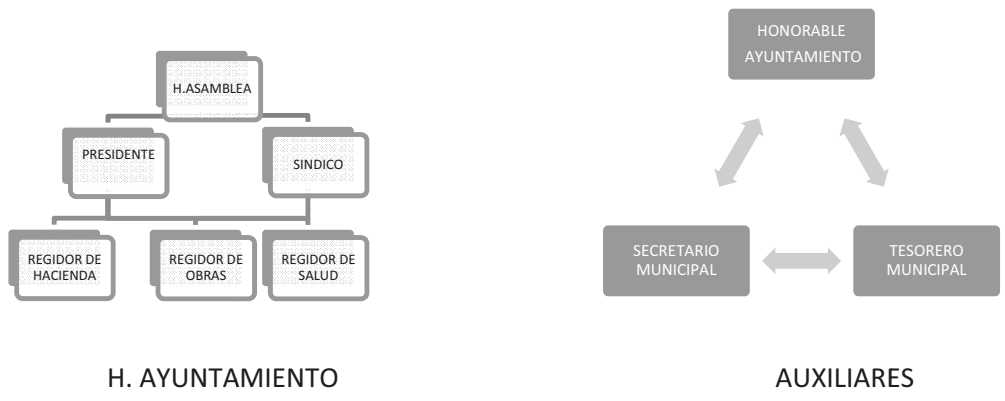 H.ASAMBLEA
PRESIDENTE
SINDICO
REGIDOR DE
HACIENDA
REGIDOR DE
OBRAS
REGIDOR DE
SALUD
H. AYUNTAMIENTO
HONORABLE
AYUNTAMIENTO
SECRETARIO
MUNICIPAL
TESORERO
MUNICIPAL
AUXILIARES